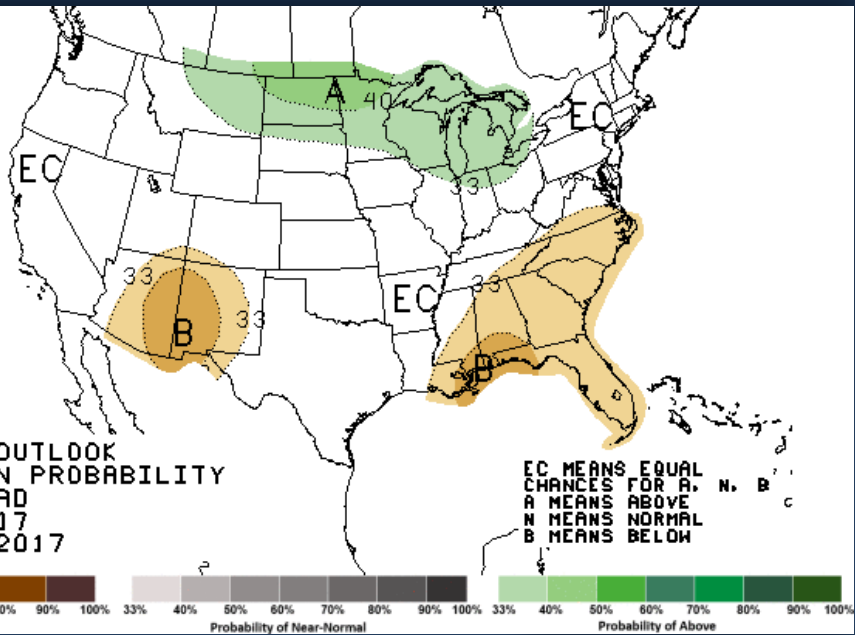 A
40
EC
EC
33
33
33
33
EC
B
B
OUTLOOK
N PROBABILITY
AD
17
2017
EC MEANS EQUAL
CHANCES FOR A, N, B
A MEANS ABOVE
N MEANS NORMAL
B MEANS BELOW
0% 90% 100% 33% 40% 50% 60% 70% 80% 90% 100% 33% 40% 50% 60% 70% 80% 90% 100%
Probability of Near-Normal Probability of Above